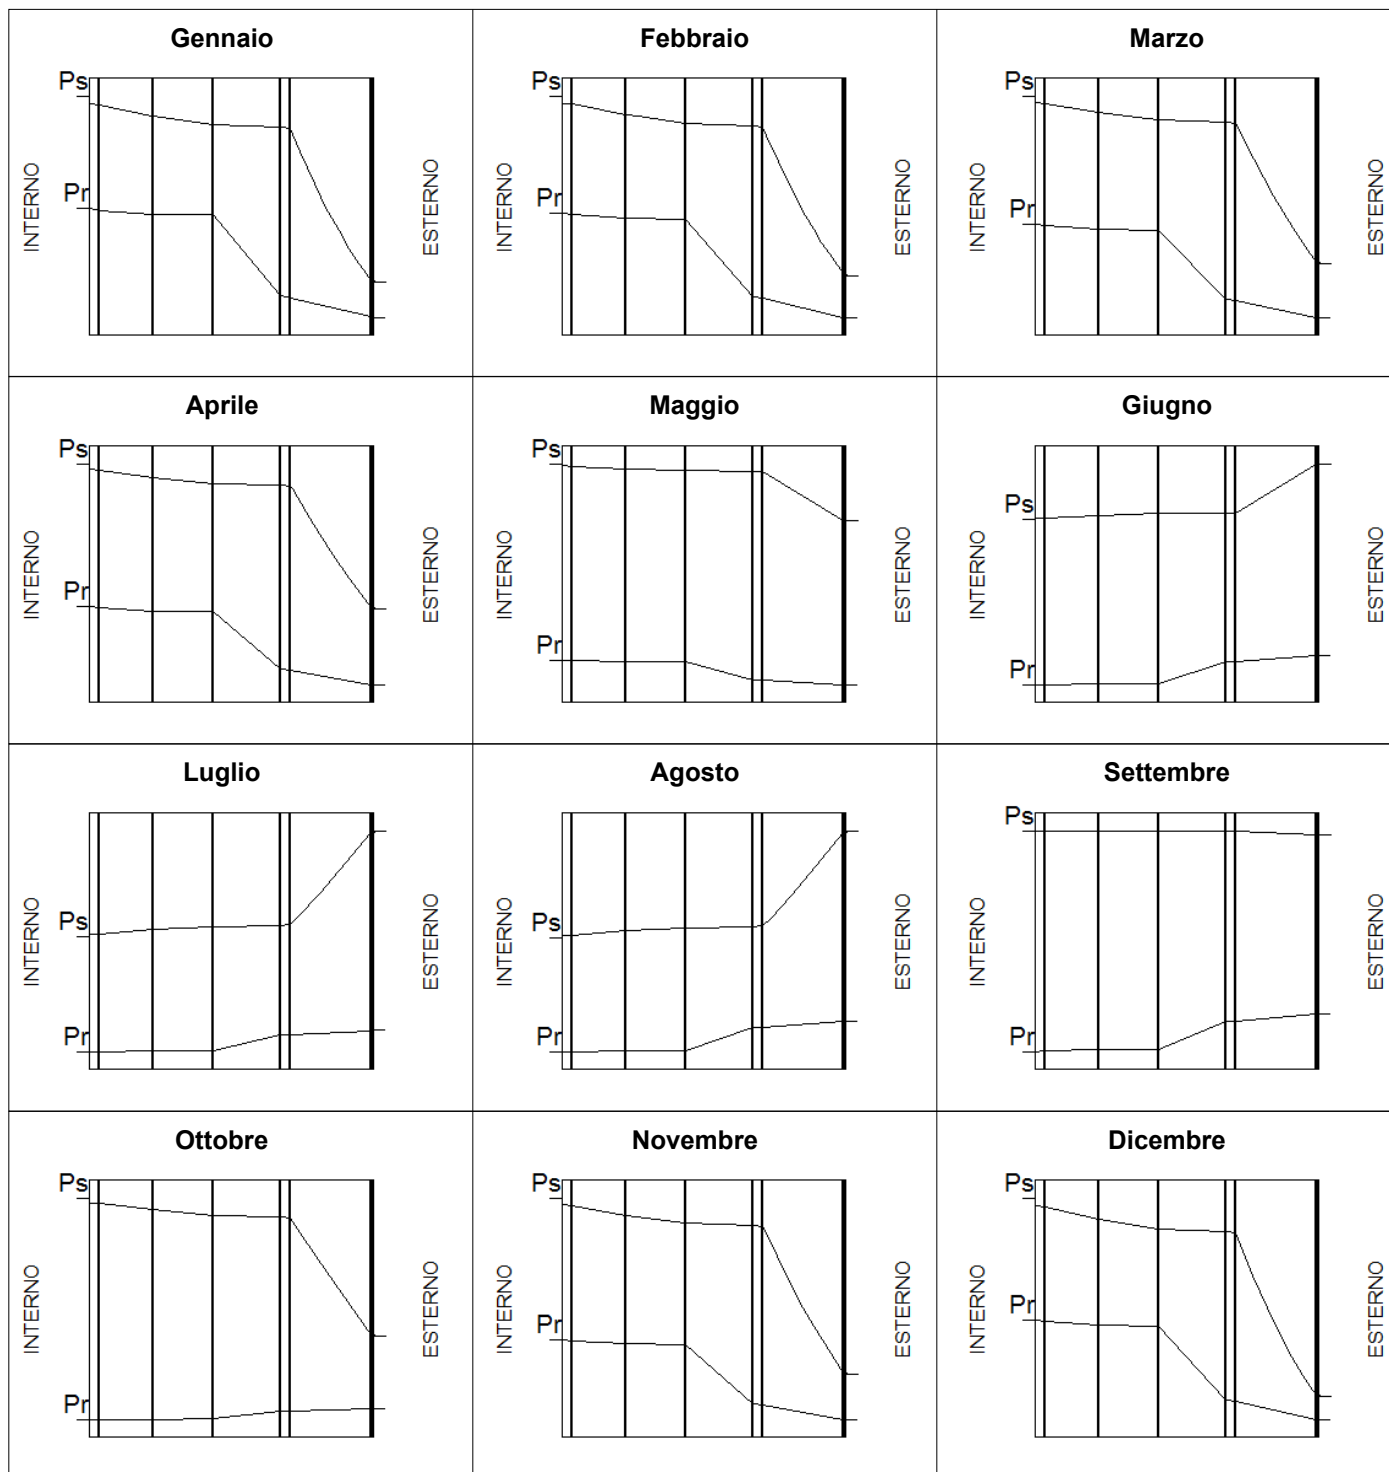 Gennaio
Febbraio
Marzo
Ps
Pr
INTERNO
ESTERNO
Ps
Pr
INTERNO
ESTERNO
Ps
Pr
INTERNO
ESTERNO
Aprile
Maggio
Giugno
Ps
Pr
INTERNO
ESTERNO
Ps
Pr
INTERNO
ESTERNO
Ps
Pr
INTERNO
ESTERNO
Luglio
Agosto
Settembre
Ps
Pr
INTERNO
ESTERNO
Ps
Pr
INTERNO
ESTERNO
Ps
Pr
INTERNO
ESTERNO
Ottobre
Novembre
Dicembre
Ps
Pr
INTERNO
ESTERNO
Ps
Pr
INTERNO
ESTERNO
Ps
Pr
INTERNO
ESTERNO